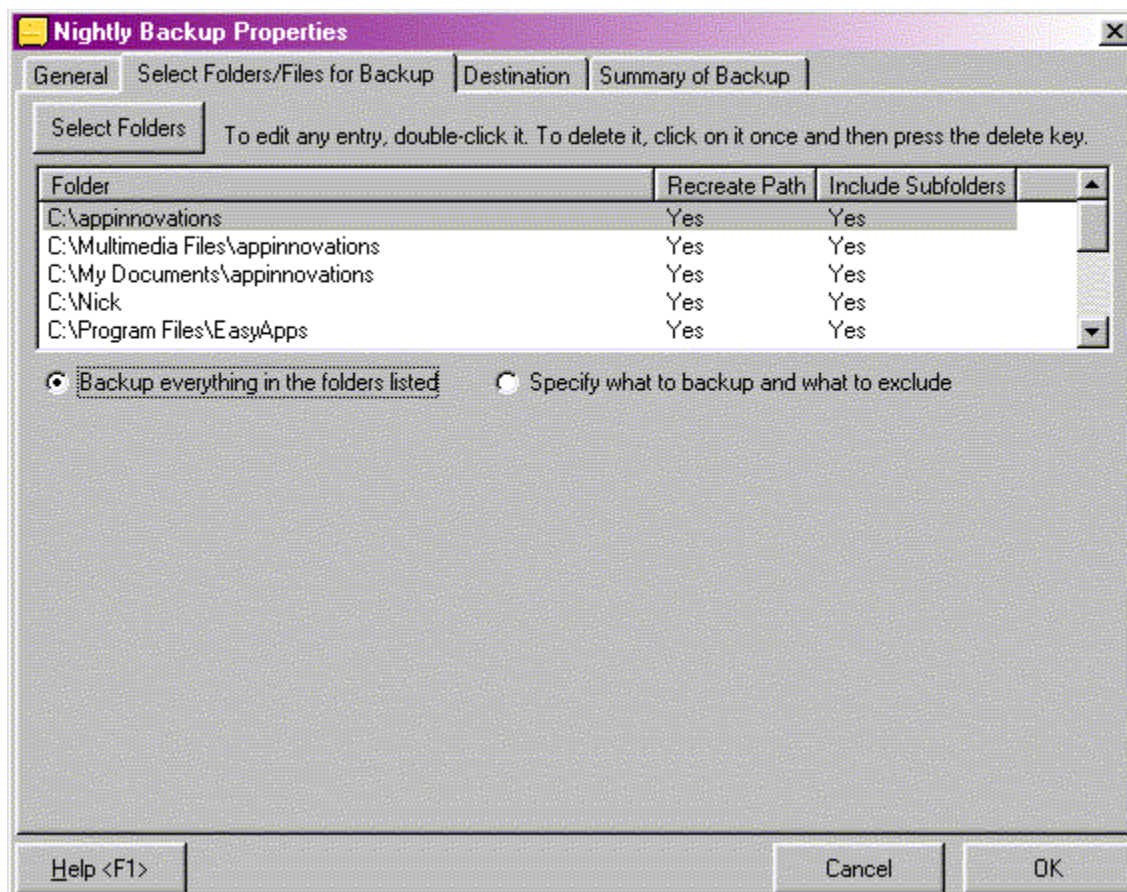 Nightly Backup Properties
General Select Folders/Files for Backup Destination Summary of Backup
Select Folders To edit any entry, double-click it. To delete it, click on it once and then press the delete key.
Folder Recreate Path Include Subfolders
C:\appinnovations Yes Yes
C:\Multimedia Files\appinnovations Yes Yes
C:\My Documents\appinnovations Yes Yes
C:\Nick Yes Yes
C:\Program Files\EasyApps Yes Yes
Backup everything in the folders listed Specify what to backup and what to exclude
Help <F1> Cancel OK